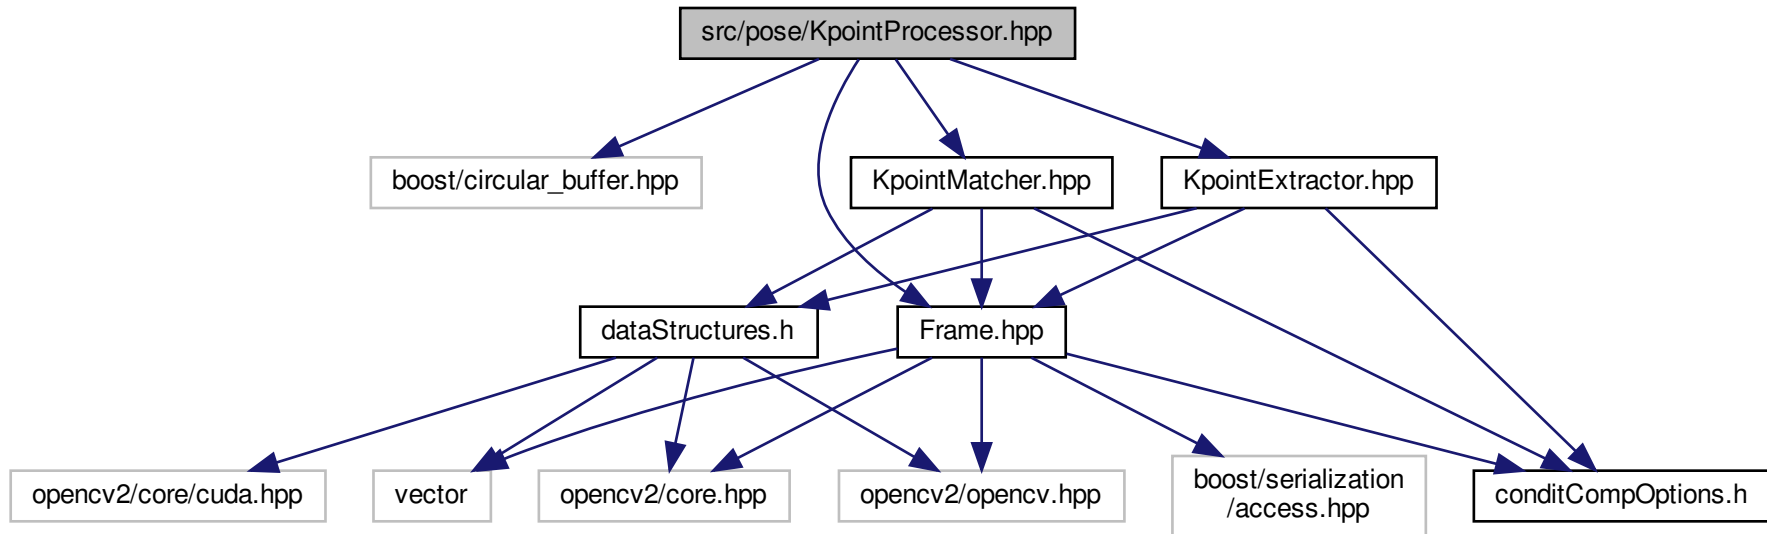 src/pose/KpointProcessor.hpp
boost/circular_buffer.hpp
KpointMatcher.hpp
KpointExtractor.hpp
dataStructures.h
Frame.hpp
opencv2/core/cuda.hpp
vector
opencv2/core.hpp
opencv2/opencv.hpp
boost/serialization
/access.hpp
conditCompOptions.h